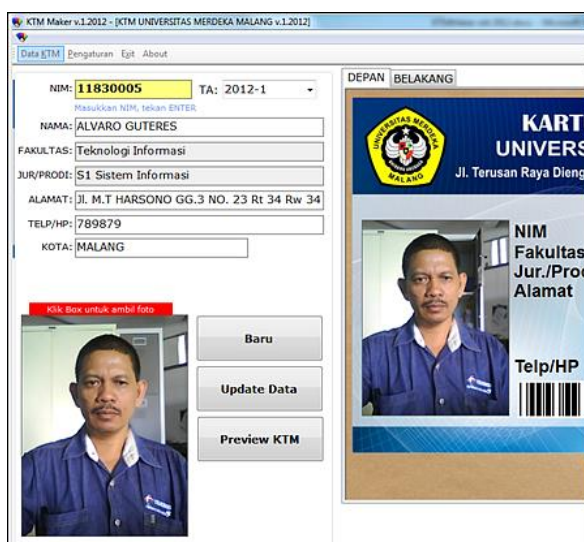 KTM Maker v.1.2012 - [KTM UNIVERSITAS MERDEKA MALANG v.1.2012]
Data KTM Pengaturan Exit About
NIM: 11830005 TA: 2012-1
Masukkan NIM, tekan ENTER
NAMA: ALVARO GUTERES
FAKULTAS: Teknologi Informasi
JUR/PRODI: S1 Sistem Informasi
ALAMAT: Jl. M.T HARSONO GG.3 NO. 23 Rt 34 Rw 34
TELP/HP: 789879
KOTA: MALANG
Klik Box untuk ambil foto
Baru
Update Data
Preview KTM
DEPAN BELAKANG
UNIVERSITAS MERDEKA
MALANG
KART
UNIVERS
Jl. Terusan Raya Dieng
NIM
Fakultas
Jur./Prod
Alamat
Telp/HP